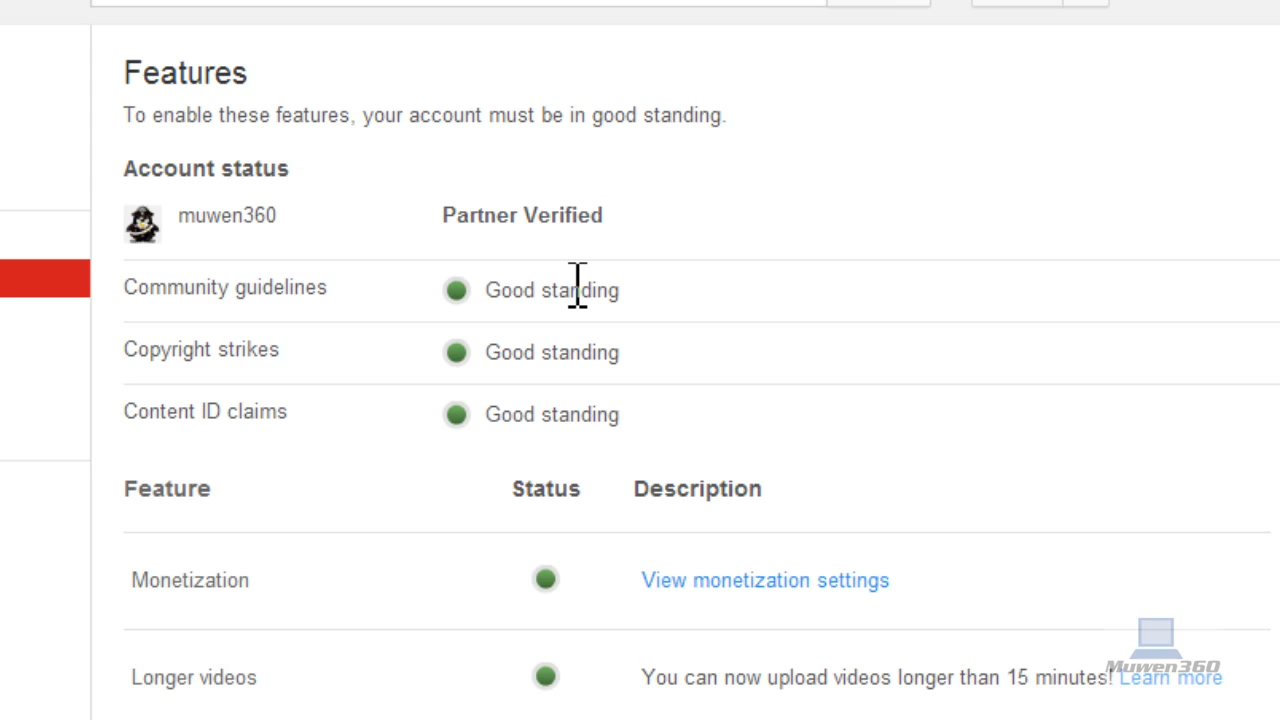 Features
To enable these features, your account must be in good standing.
Account status
muwen360 Partner Verified
Community guidelines Good standing
Copyright strikes Good standing
Content ID claims Good standing
Feature Status Description
Monetization View monetization settings
Longer videos You can now upload videos longer than 15 minutes! Learn more
Muwen360